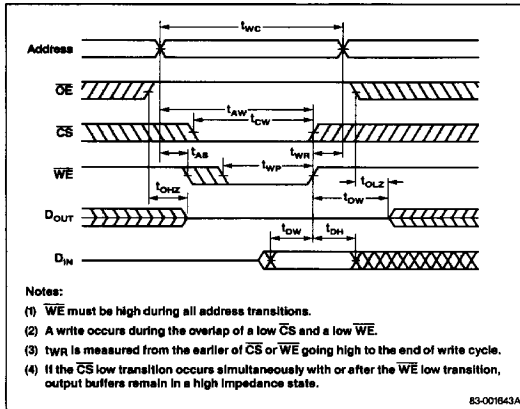 tWC
Address
OE
tAW
tCW
CS
tAS
tWR
tWP
WE
tOHZ
tOLZ
tOW
DOUT
tDW
tDH
DIN
Notes:
(1) WE must be high during all address transitions.
(2) A write occurs during the overlap of a low CS and a low WE.
(3) tWR is measured from the earlier of CS or WE going high to the end of write cycle.
(4) If the CS low transition occurs simultaneously with or after the WE low transition,
output buffers remain in a high impedance state.
83-001643A